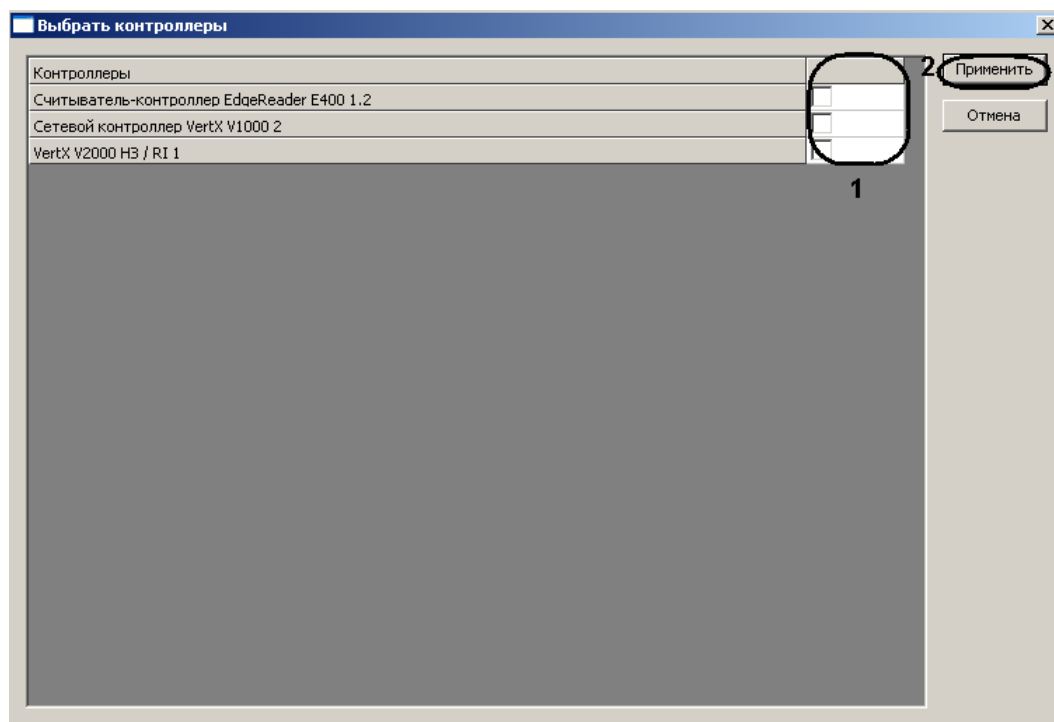 Выбрать контроллеры
Контроллеры
2
Применить
Считыватель-контроллер EdgeReader E400 1.2
Отмена
Сетевой контроллер VertX V1000 2
VertX V2000 H3 / RI 1
1